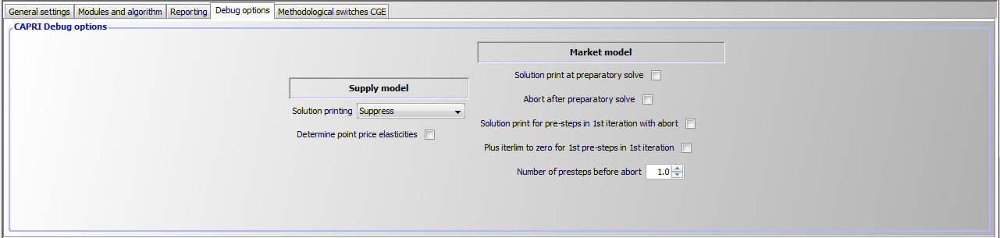 General settings
Modules and algorithm
Reporting
Debug options
Methodological switches CGE
CAPRI Debug options
Supply model
Solution printing Suppress
Determine point price elasticities
Market model
Solution print at preparatory solve
Abort after preparatory solve
Solution print for pre-steps in 1st iteration with abort
Plus iterlim to zero for 1st pre-steps in 1st iteration
Number of presteps before abort 1.0